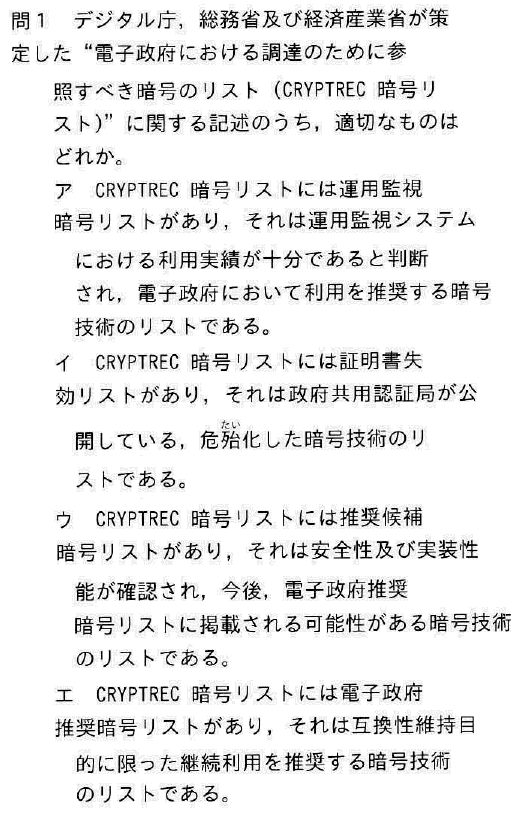 問１　デジタル庁，総務省及び経済産業省が策
定した“電子政府における調達のために参
照すべき暗号のリスト（CRYPTREC 暗号リ
スト）”に関する記述のうち，適切なものは
どれか。
ア　CRYPTREC 暗号リストには運用監視
暗号リストがあり，それは運用監視システム
における利用実績が十分であると判断
され，電子政府において利用を推奨する暗号
技術のリストである。
イ　CRYPTREC 暗号リストには証明書失
効リストがあり，それは政府共用認証局が公
たい
開している，危殆化した暗号技術のリ
ストである。
ウ　CRYPTREC 暗号リストには推奨候補
暗号リストがあり，それは安全性及び実装性
能が確認され，今後，電子政府推奨
暗号リストに掲載される可能性がある暗号技術
のリストである。
エ　CRYPTREC 暗号リストには電子政府
推奨暗号リストがあり，それは互換性維持目
的に限った継続利用を推奨する暗号技術
のリストである。